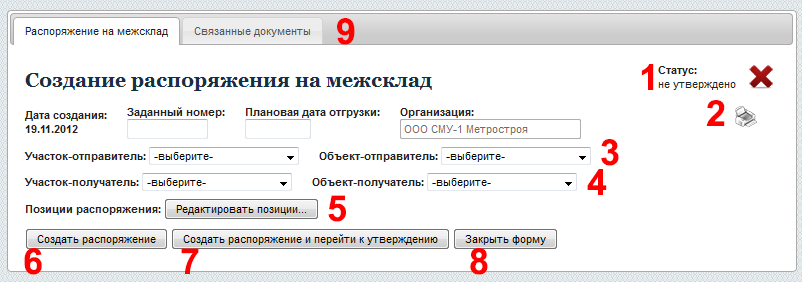 Распоряжение на межсклад Связанные документы 9
Создание распоряжения на межсклад 1 Статус: не утверждено
2
Дата создания: Заданный номер: Плановая дата отгрузки: Организация:
19.11.2012 ООО СМУ-1 Метростроя
Участок-отправитель: -выберите- Объект-отправитель: -выберите- 3
Участок-получатель: -выберите- Объект-получатель: -выберите- 4
Позиции распоряжения: Редактировать позиции... 5
Создать распоряжение Создать распоряжение и перейти к утверждению Закрыть форму
6 7 8